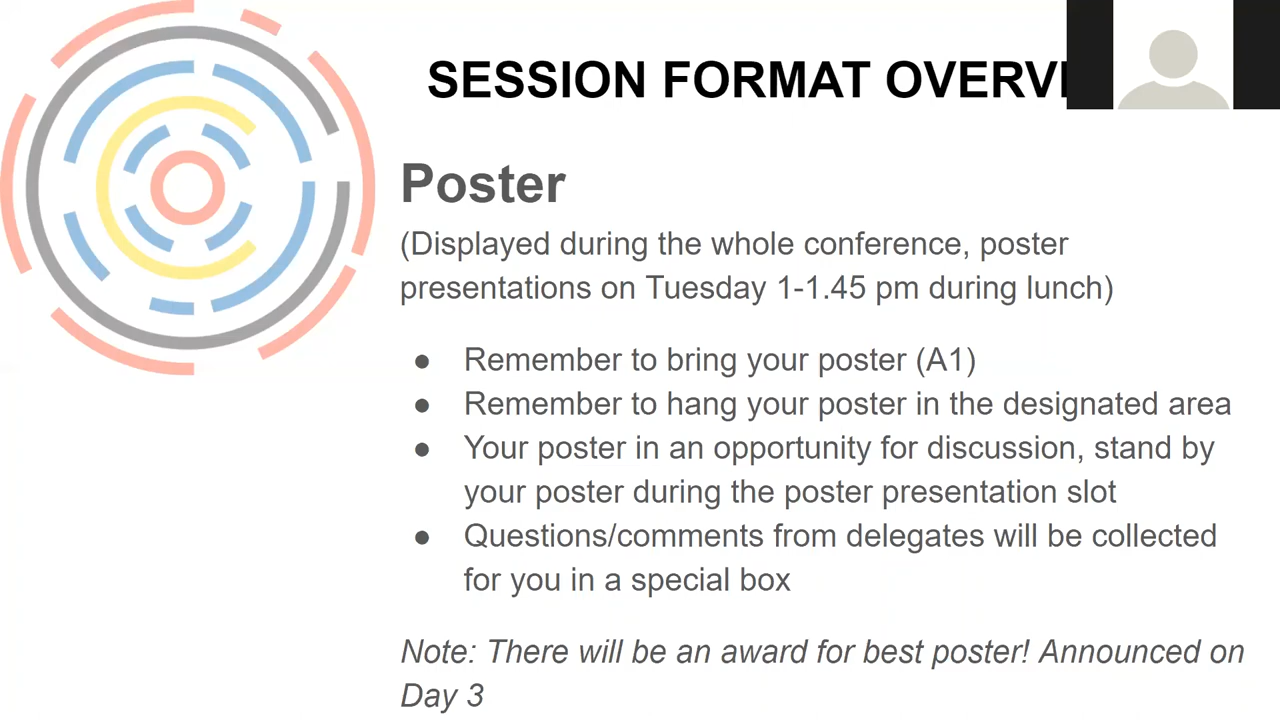 SESSION FORMAT
Poster
(Displayed during the whole conference, poster
presentations on Tuesday 1-1.45 pm during lunch)
● Remember to bring your poster (A1)
● Remember to hang your poster in the designated area
● Your poster in an opportunity for discussion, stand by
your poster during the poster presentation slot
● Questions/comments from delegates will be collected
for you in a special box
Note: There will be an award for best poster! Announced on
Day 3